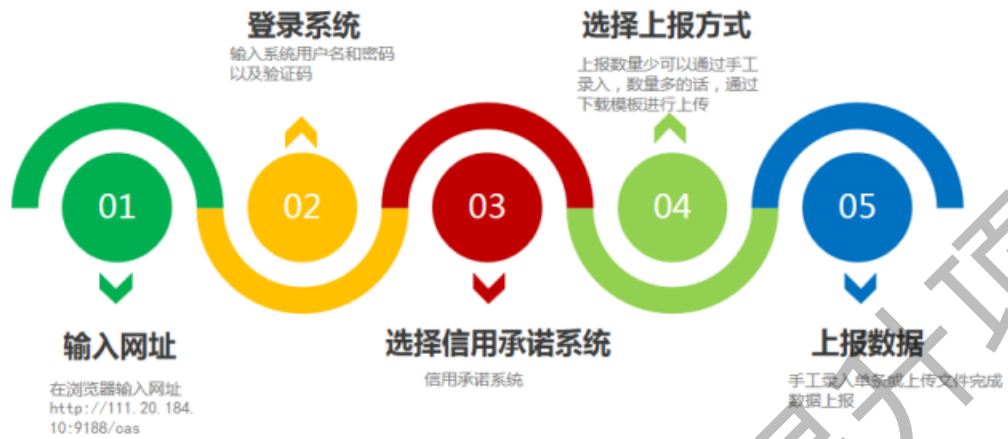 登录系统
输入系统用户名和密码
以及验证码
选择上报方式
上报数量少可以通过手工
录入，数量多的话，通过
下载模板进行上传
01
02
03
04
05
输入网址
在浏览器输入网址
http://111.20.184.
10:9188/cas
选择信用承诺系统
信用承诺系统
上报数据
手工录入单条或上传文件完成
数据上报
升项